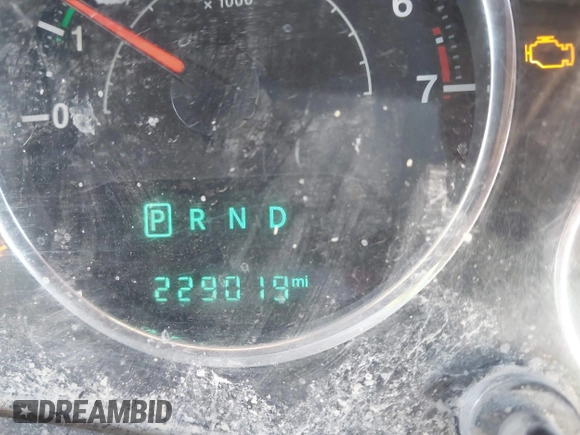 × 1000
6
1
7
0
P R N D
229019 mi
DREAMBID